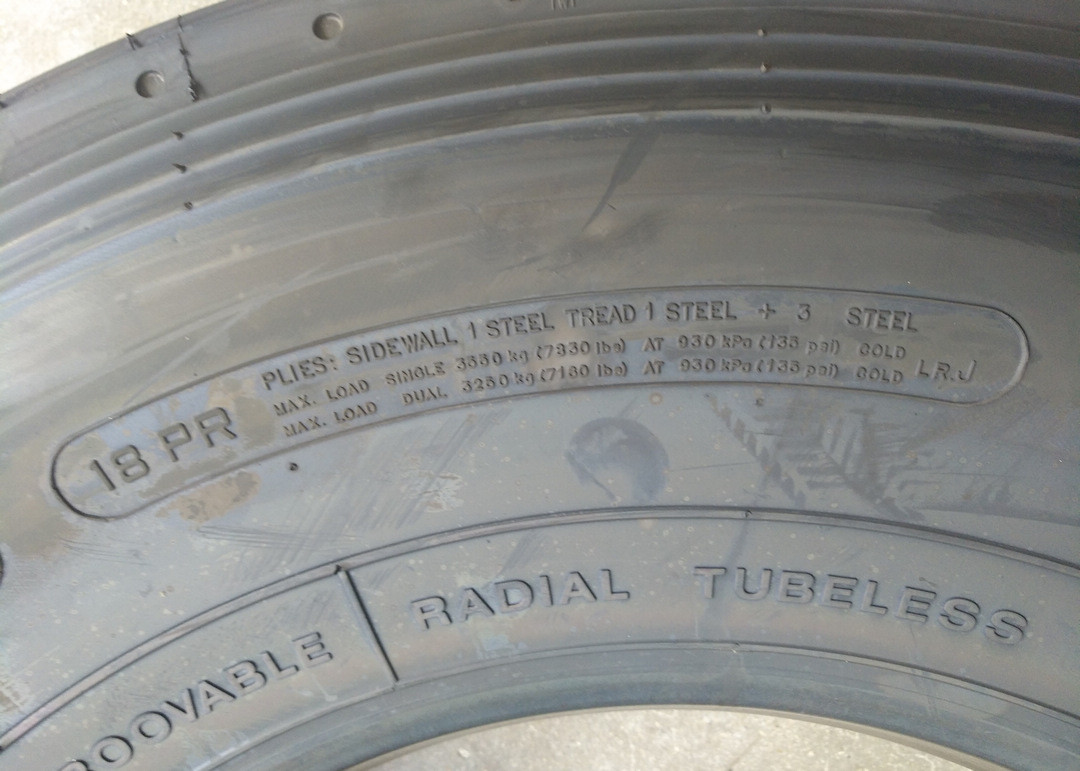 18 PR
PLIES: SIDEWALL 1 STEEL TREAD 1 STEEL + 3 STEEL
MAX. LOAD SINGLE 3550 kg (7830 lbs) AT 930 kPa (135 psi) COLD
MAX. LOAD DUAL 3250 kg (7160 lbs) AT 930 kPa (135 psi) COLD
LR.J
ROOVABLE
RADIAL TUBELESS